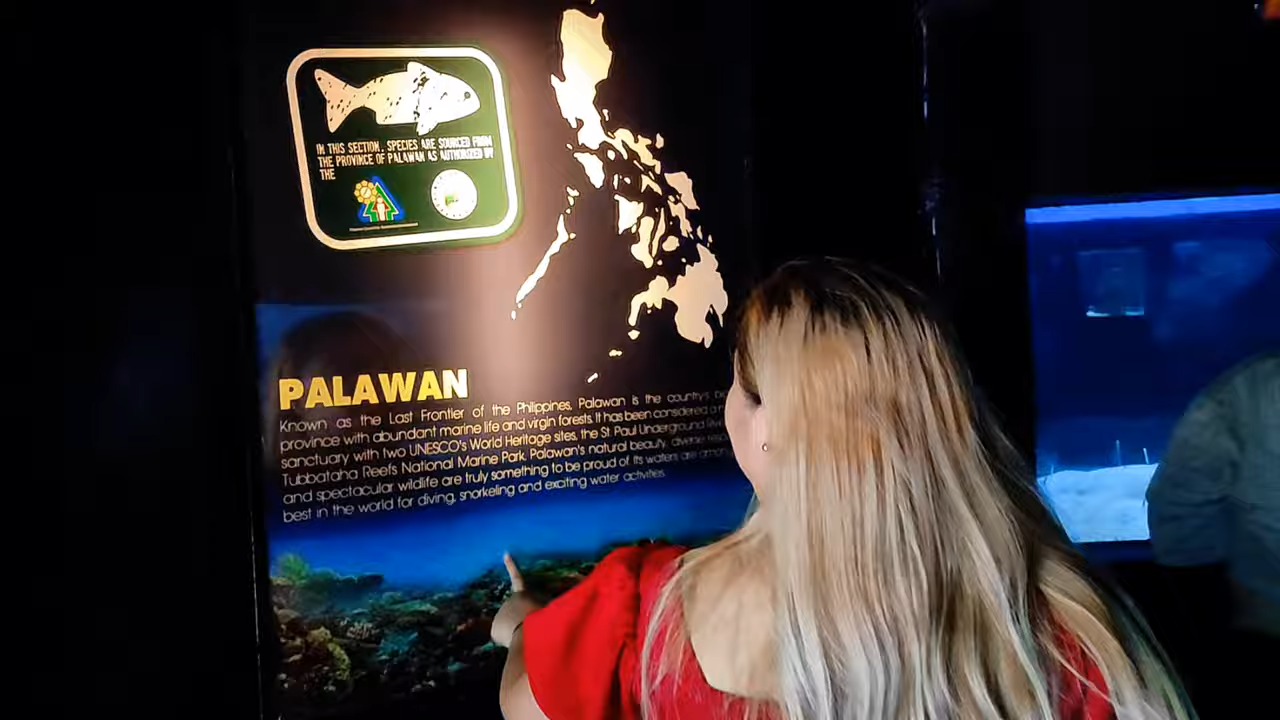 IN THIS SECTION, SPECIES ARE SOURCED FROM
THE PROVINCE OF PALAWAN AS AUTHORIZED BY
THE
PALAWAN
Known as the Last Frontier of the Philippines, Palawan is the country's
province with abundant marine life and virgin forests. It has been considered a
sanctuary with two UNESCO's World Heritage sites, the St. Paul Underground
Tubbataha Reefs National Marine Park. Palawan's natural beauty, diverse
and spectacular wildlife are truly something to be proud of. Its waters are
best in the world for diving, snorkeling and exciting water activities.